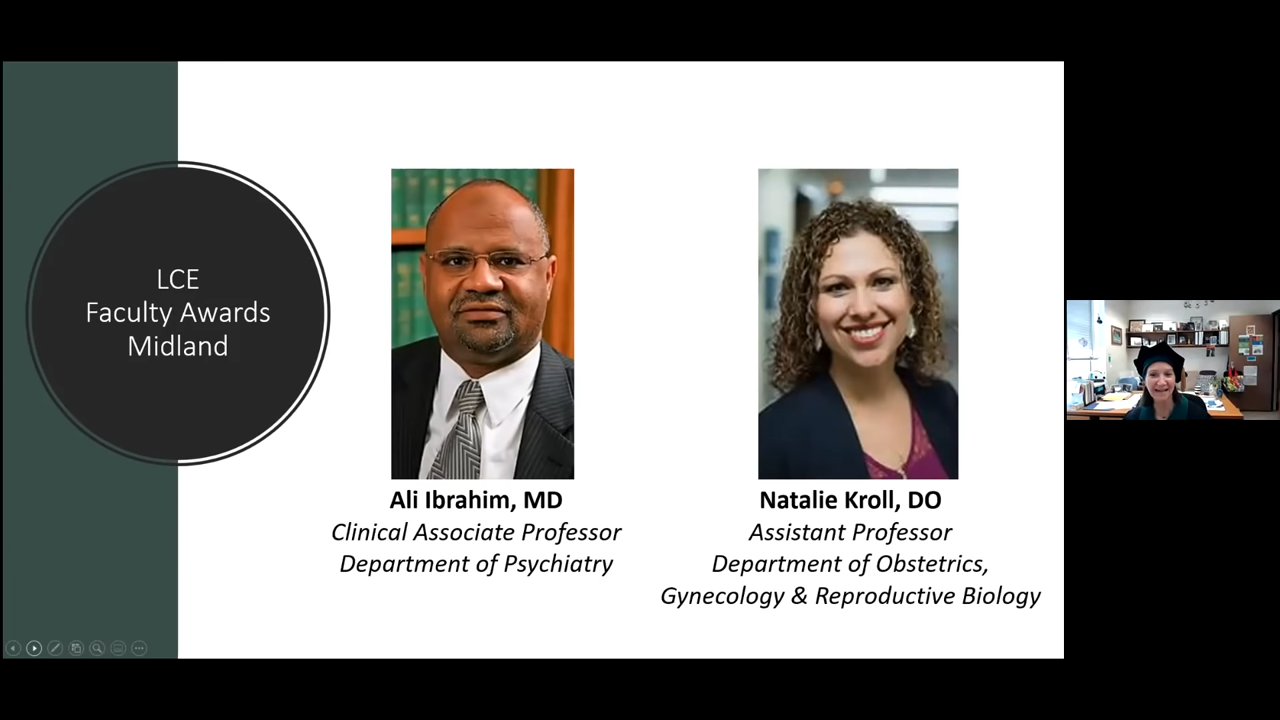 LCE
Faculty Awards
Midland
Ali Ibrahim, MD
Clinical Associate Professor
Department of Psychiatry
Natalie Kroll, DO
Assistant Professor
Department of Obstetrics,
Gynecology & Reproductive Biology